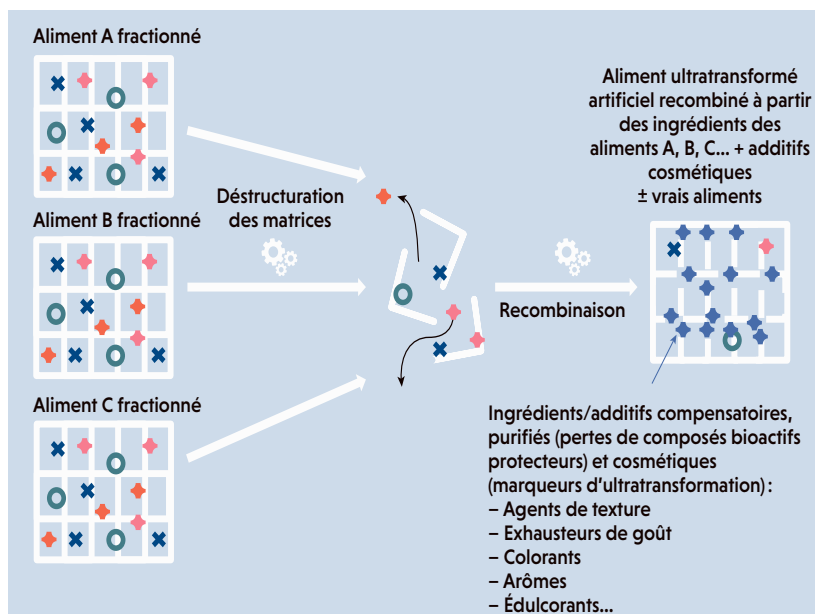 Aliment A fractionné
Aliment B fractionné
Aliment C fractionné
Déstructuration
des matrices
Recombinaison
Aliment ultratransformé
artificiel recombiné à partir
des ingrédients des
aliments A, B, C... + additifs
cosmétiques
± vrais aliments
Ingrédients/additifs compensatoires,
purifiés (pertes de composés bioactifs
protecteurs) et cosmétiques
(marqueurs d’ultratransformation) :
– Agents de texture
– Exhausteurs de goût
– Colorants
– Arômes
– Édulcorants...